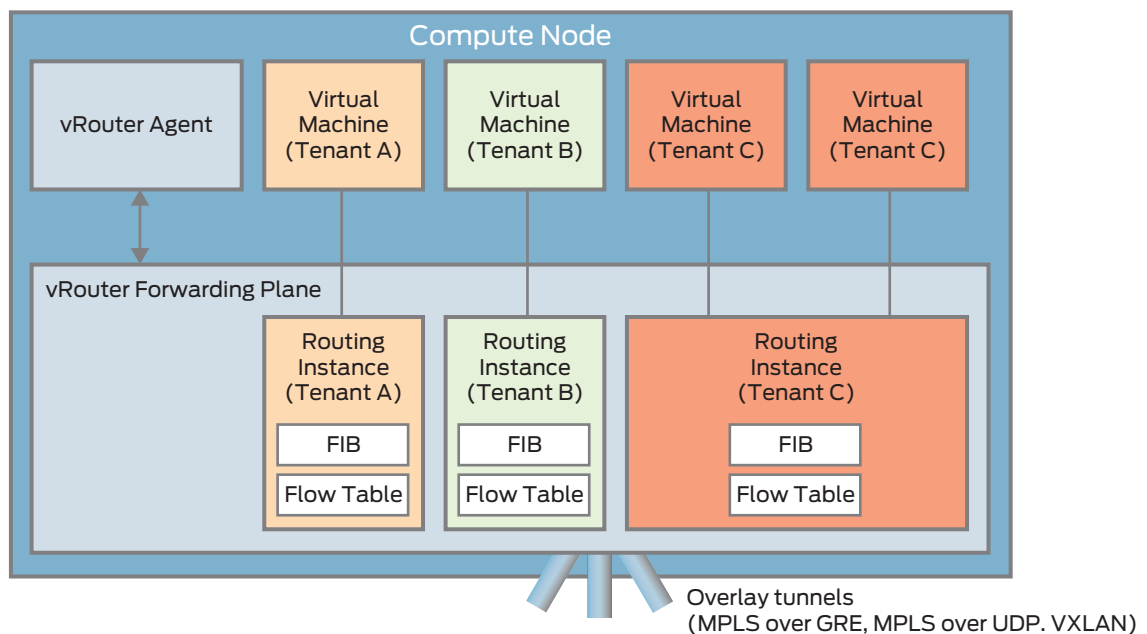 Compute Node
vRouter Agent
Virtual
Machine
(Tenant A)
Virtual
Machine
(Tenant B)
Virtual
Machine
(Tenant C)
Virtual
Machine
(Tenant C)
vRouter Forwarding Plane
Routing
Instance
(Tenant A)
FIB
Flow Table
Routing
Instance
(Tenant B)
FIB
Flow Table
Routing
Instance
(Tenant C)
FIB
Flow Table
Overlay tunnels
(MPLS over GRE, MPLS over UDP. VXLAN)